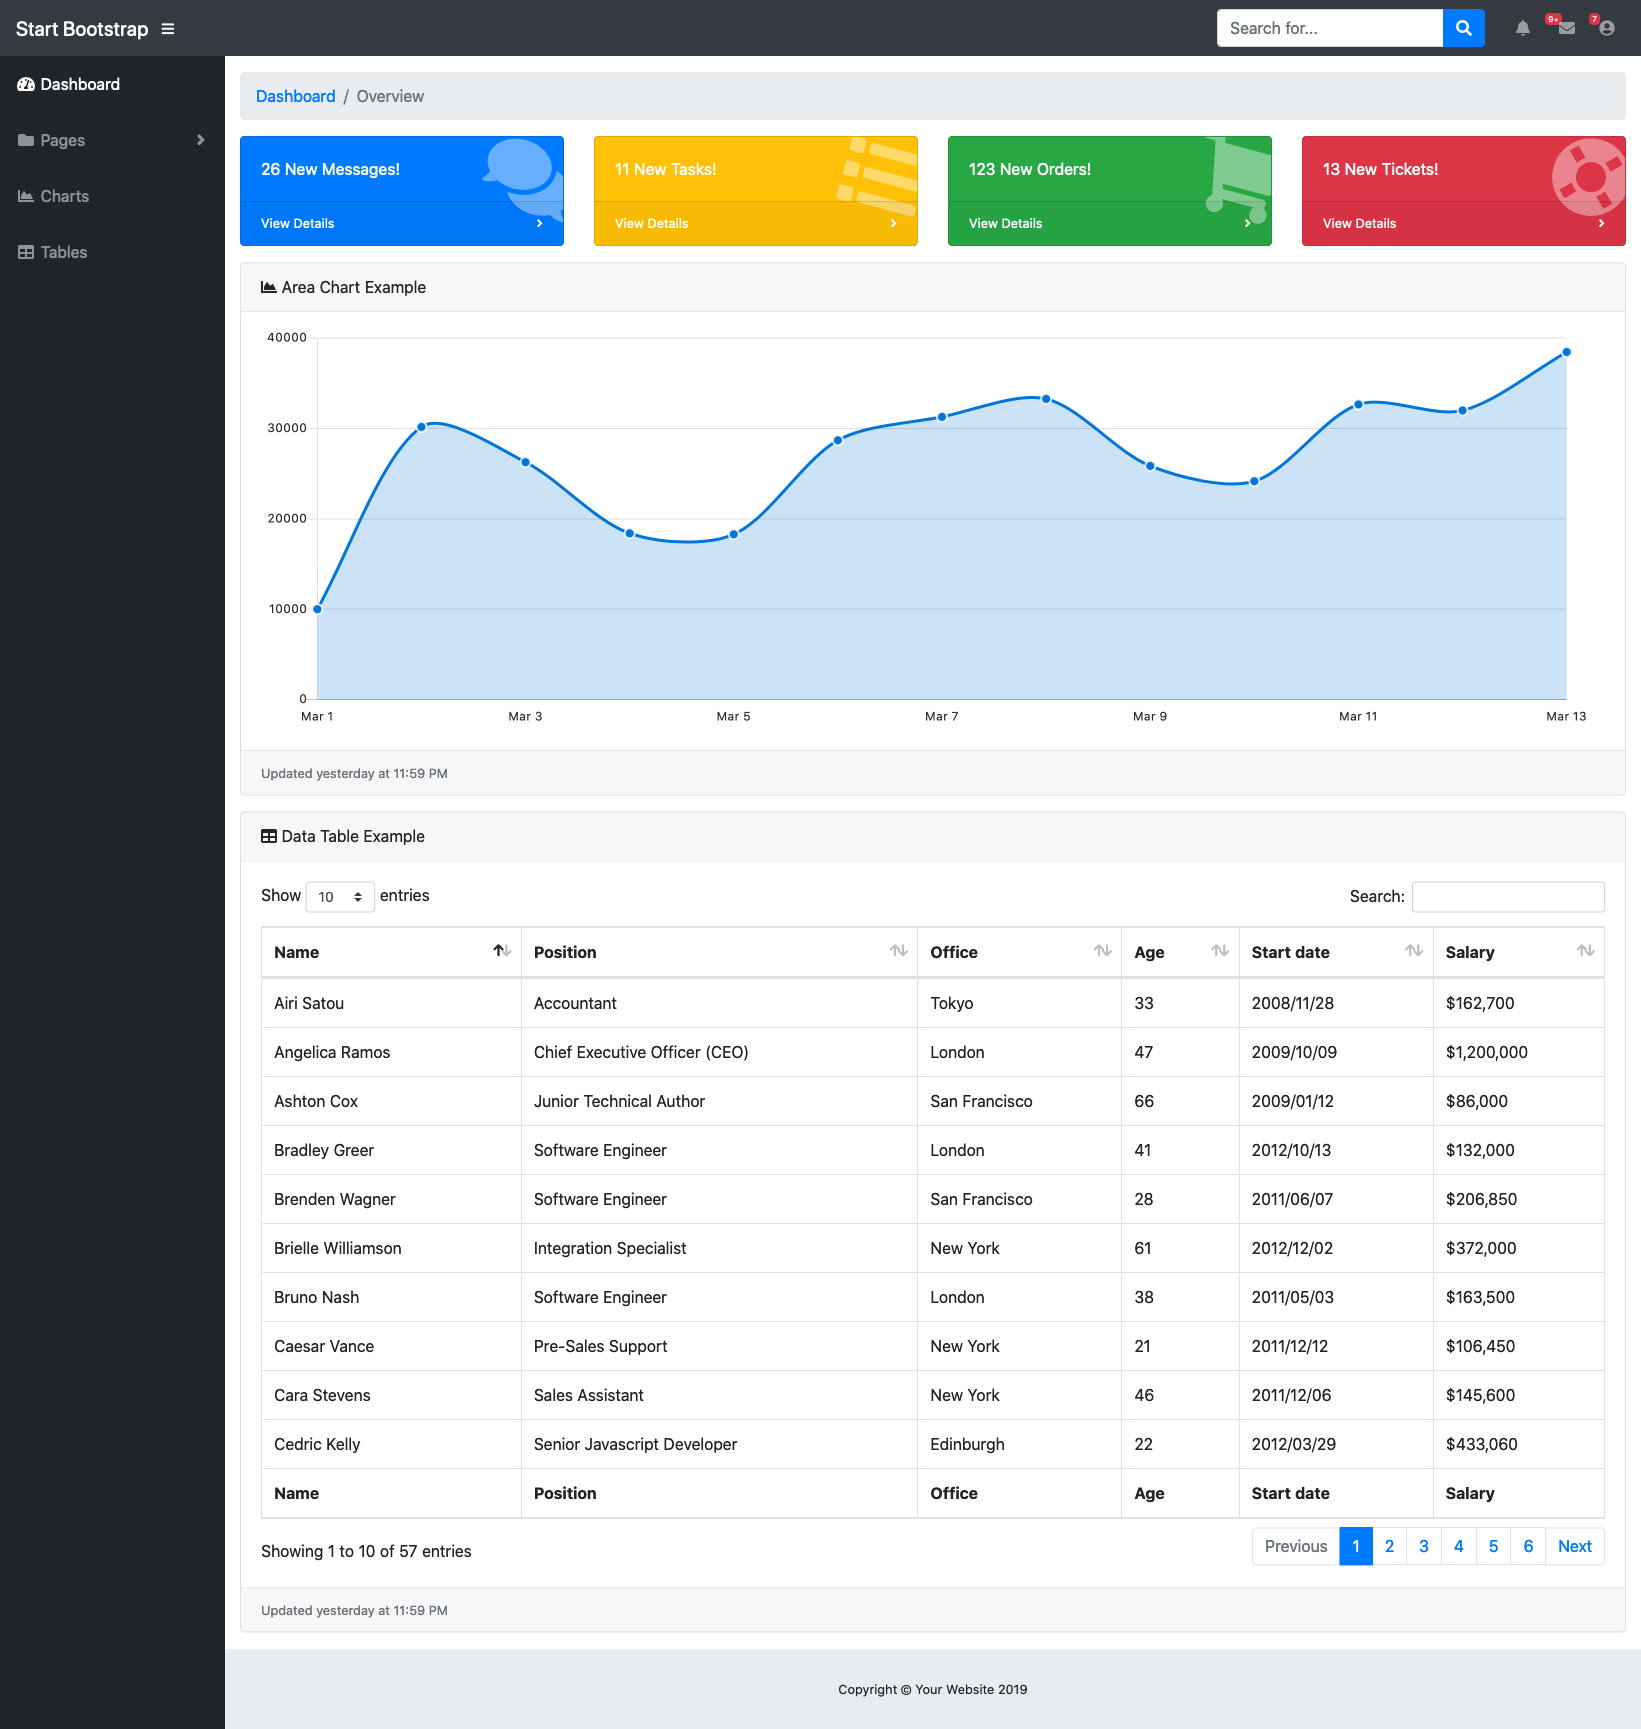 Start Bootstrap
Search for...
9+
7
Dashboard
Pages
Charts
Tables
Dashboard / Overview
26 New Messages!
View Details
11 New Tasks!
View Details
123 New Orders!
View Details
13 New Tickets!
View Details
Area Chart Example
40000
30000
20000
10000
0
Mar 1 Mar 3 Mar 5 Mar 7 Mar 9 Mar 11 Mar 13
Updated yesterday at 11:59 PM
Data Table Example
Show 10 entries Search:
Name Position Office Age Start date Salary
Airi Satou Accountant Tokyo 33 2008/11/28 $162,700
Angelica Ramos Chief Executive Officer (CEO) London 47 2009/10/09 $1,200,000
Ashton Cox Junior Technical Author San Francisco 66 2009/01/12 $86,000
Bradley Greer Software Engineer London 41 2012/10/13 $132,000
Brenden Wagner Software Engineer San Francisco 28 2011/06/07 $206,850
Brielle Williamson Integration Specialist New York 61 2012/12/02 $372,000
Bruno Nash Software Engineer London 38 2011/05/03 $163,500
Caesar Vance Pre-Sales Support New York 21 2011/12/12 $106,450
Cara Stevens Sales Assistant New York 46 2011/12/06 $145,600
Cedric Kelly Senior Javascript Developer Edinburgh 22 2012/03/29 $433,060
Name Position Office Age Start date Salary
Showing 1 to 10 of 57 entries Previous 1 2 3 4 5 6 Next
Updated yesterday at 11:59 PM
Copyright © Your Website 2019